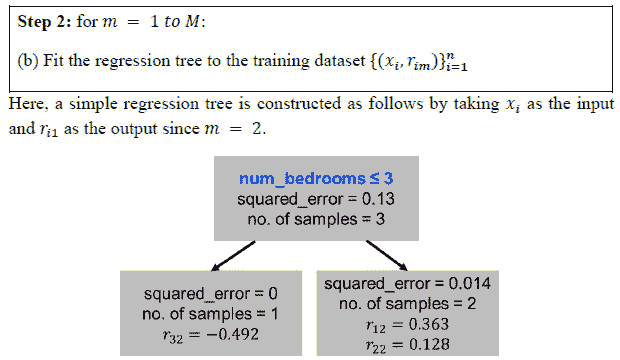 Step 2: for m = 1 to M:
(b) Fit the regression tree to the training dataset {(xᵢ, rᵢₘ)}ⁿᵢ₌₁
Here, a simple regression tree is constructed as follows by taking xᵢ as the input
and rᵢ₁ as the output since m = 2.
num_bedrooms ≤ 3
squared_error = 0.13
no. of samples = 3
squared_error = 0
no. of samples = 1
r₃₂ = −0.492
squared_error = 0.014
no. of samples = 2
r₁₂ = 0.363
r₂₂ = 0.128